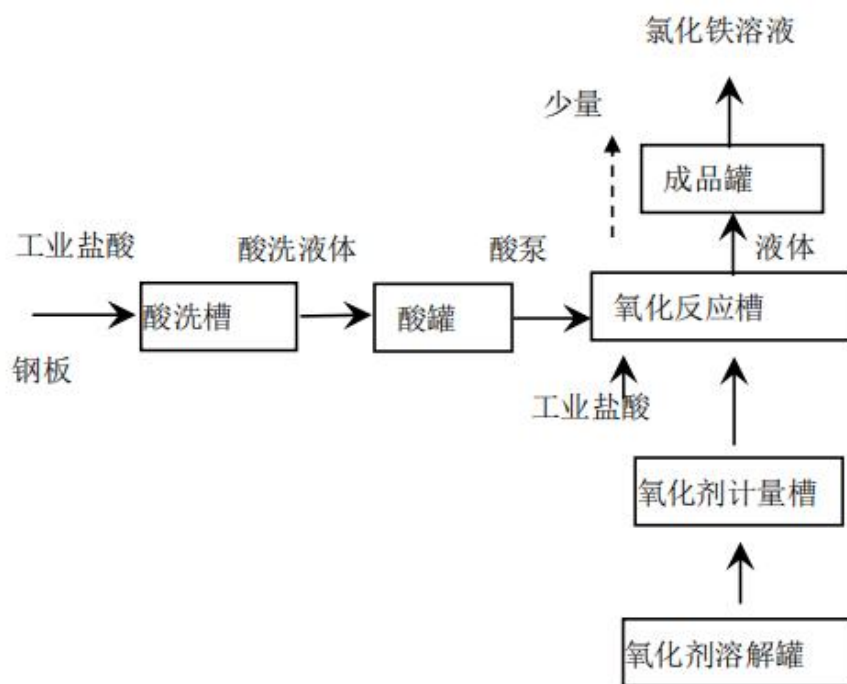 氯化铁溶液
少量
成品罐
工业盐酸
酸洗液体
酸泵
液体
酸洗槽
酸罐
氧化反应槽
钢板
工业盐酸
氧化剂计量槽
氧化剂溶解罐